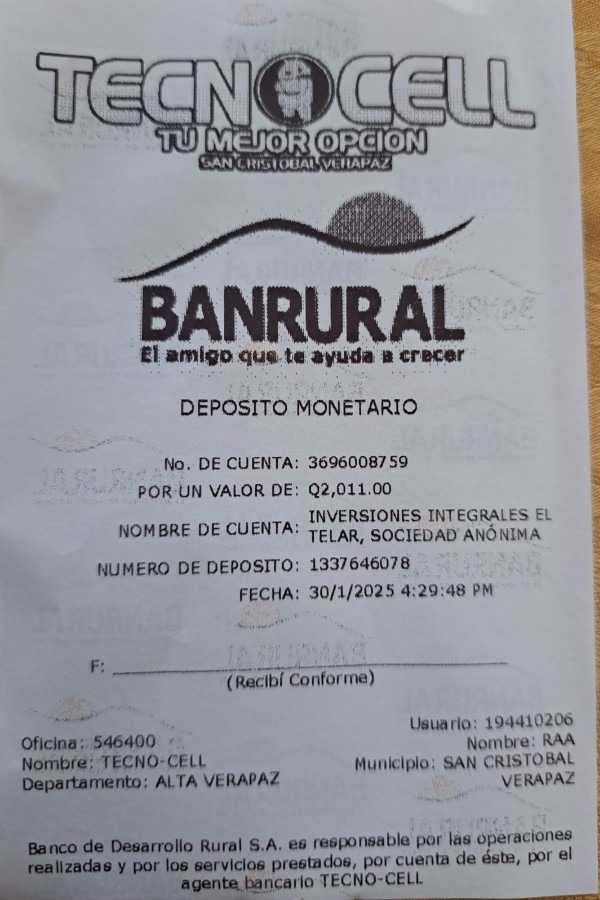 TECNOCELL
TU MEJOR OPCION
SAN CRISTOBAL VERAPAZ
BANRURAL
El amigo que te ayuda a crecer
DEPOSITO MONETARIO
No. DE CUENTA: 3696008759
POR UN VALOR DE: Q2,011.00
NOMBRE DE CUENTA: INVERSIONES INTEGRALES EL
TELAR, SOCIEDAD ANÓNIMA
NUMERO DE DEPOSITO: 1337646078
FECHA: 30/1/2025 4:29:48 PM
F:
(Recibí Conforme)
Usuario: 194410206
Oficina: 546400
Nombre: RAA
Nombre: TECNO-CELL
Municipio: SAN CRISTOBAL
VERAPAZ
Departamento: ALTA VERAPAZ
Banco de Desarrollo Rural S.A. es responsable por las operaciones
realizadas y por los servicios prestados, por cuenta de éste, por el
agente bancario TECNO-CELL